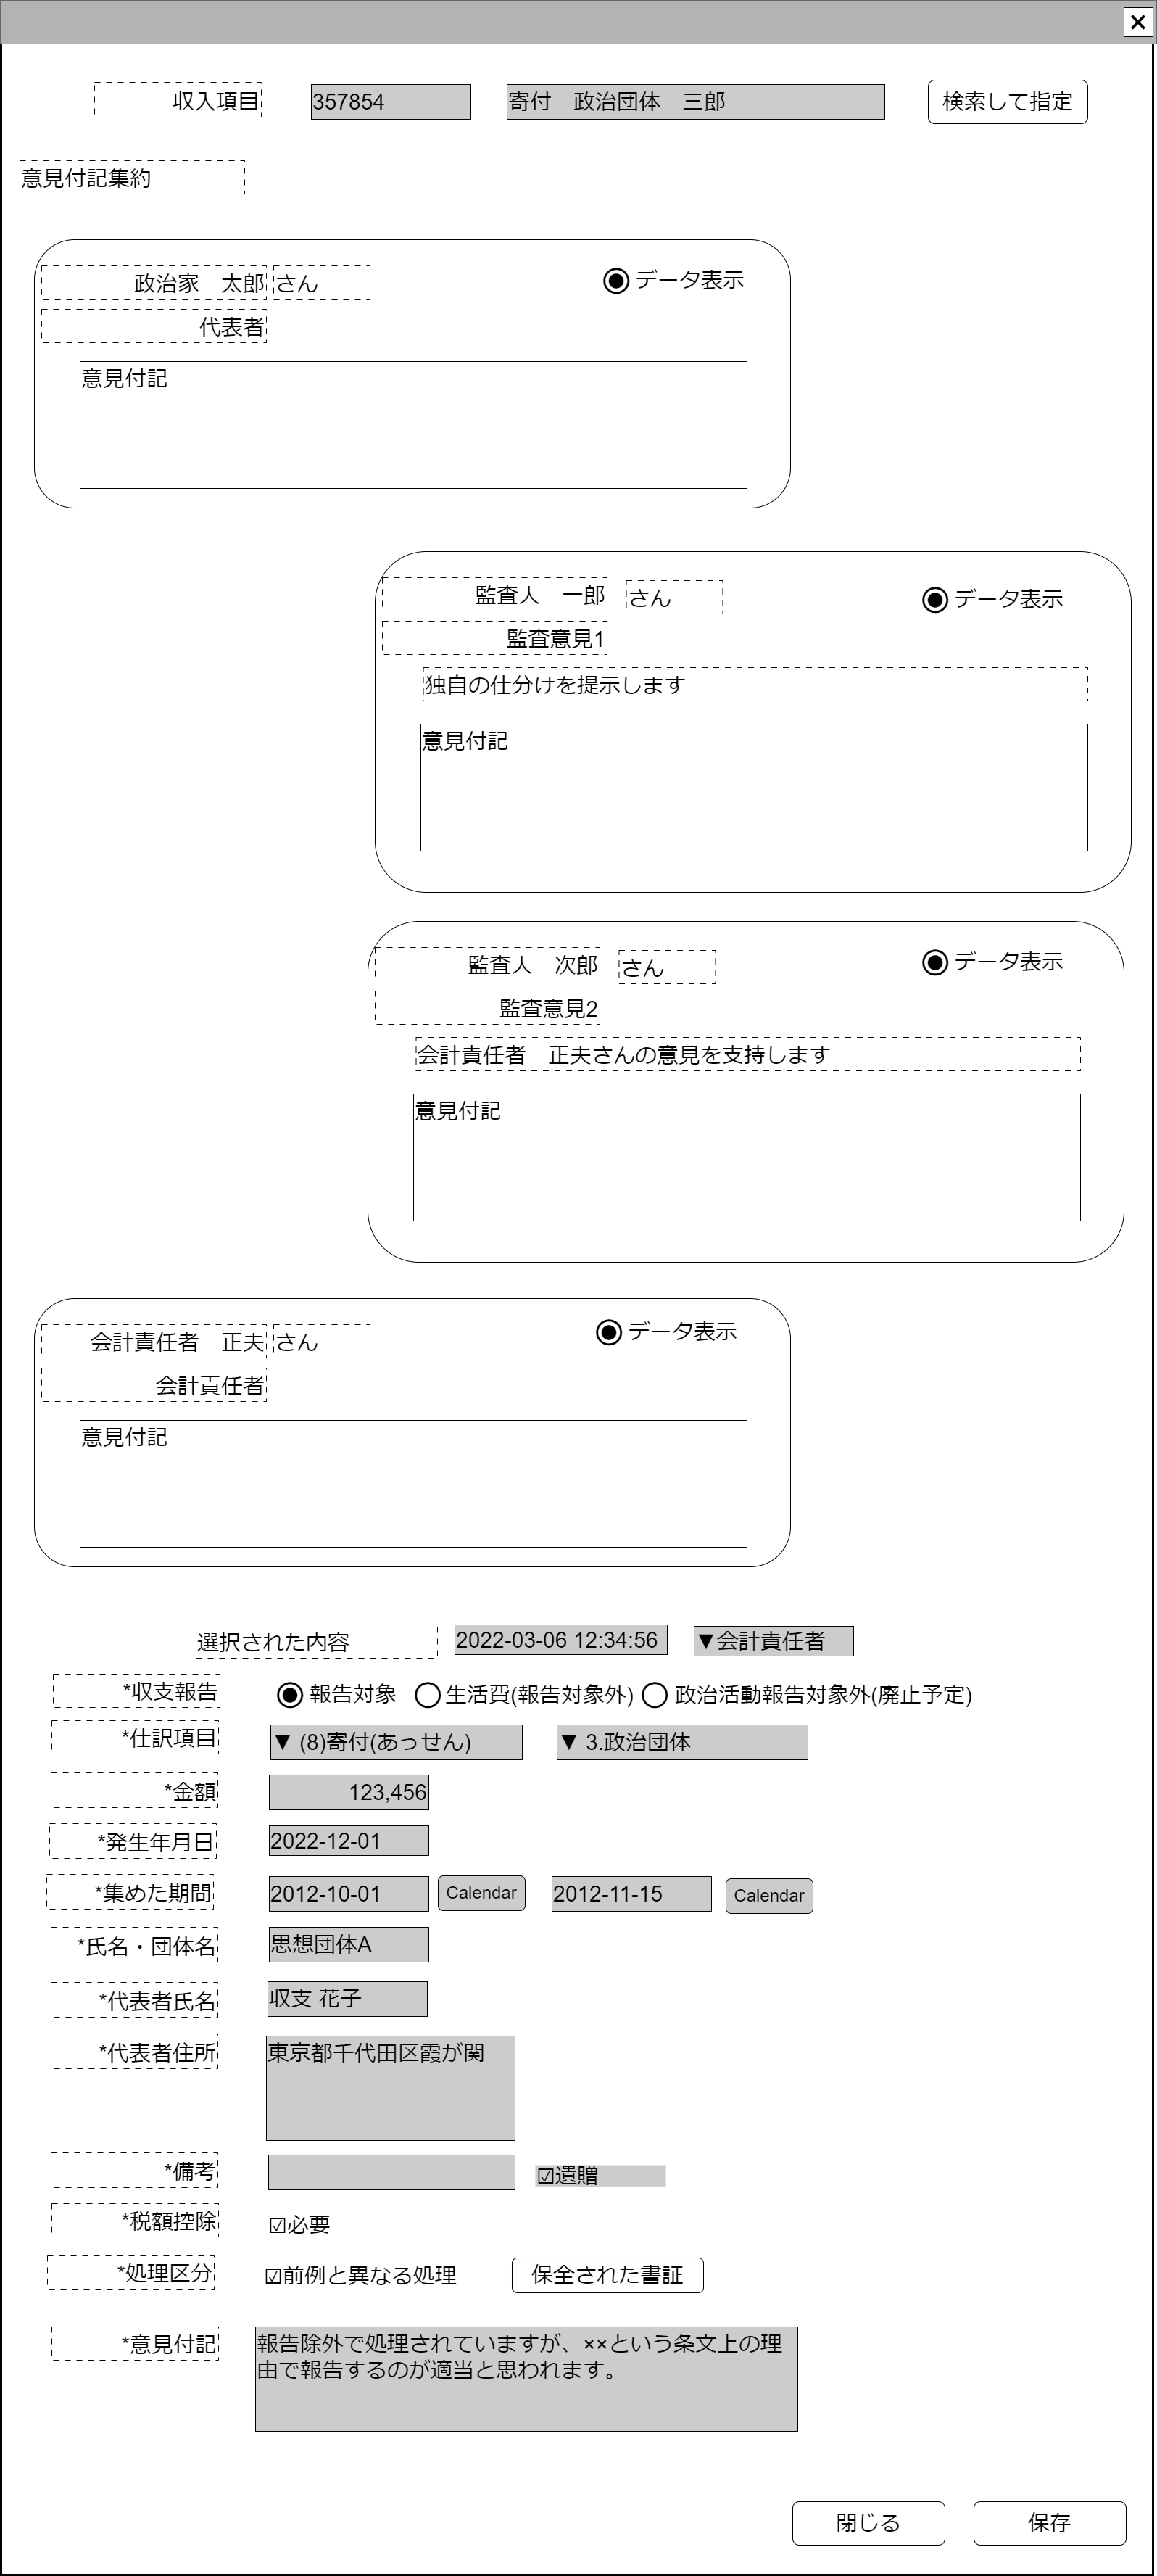 ×
収入項目 357854 寄付　政治団体　三郎 検索して指定
意見付記集約
政治家　太郎 さん ◉データ表示
代表者
意見付記
監査人　一郎 さん ◉データ表示
監査意見1
独自の仕分けを提示します
意見付記
監査人　次郎 さん ◉データ表示
監査意見2
会計責任者　正夫さんの意見を支持します
意見付記
会計責任者　正夫 さん ◉データ表示
会計責任者
意見付記
選択された内容 2022-03-06 12:34:56 ▼会計責任者
*収支報告 ◉報告対象 ○生活費(報告対象外) ○政治活動報告対象外(廃止予定)
*仕訳項目 ▼ (8)寄付(あっせん) ▼ 3.政治団体
*金額 123,456
*発生年月日 2022-12-01
*集めた期間 2012-10-01 Calendar 2012-11-15 Calendar
*氏名・団体名 思想団体A
*代表者氏名 収支 花子
*代表者住所 東京都千代田区霞が関
*備考 ☑遺贈
*税額控除 ☑必要
*処理区分 ☑前例と異なる処理 保全された書証
*意見付記 報告除外で処理されていますが、××という条文上の理
由で報告するのが適当と思われます。
閉じる 保存